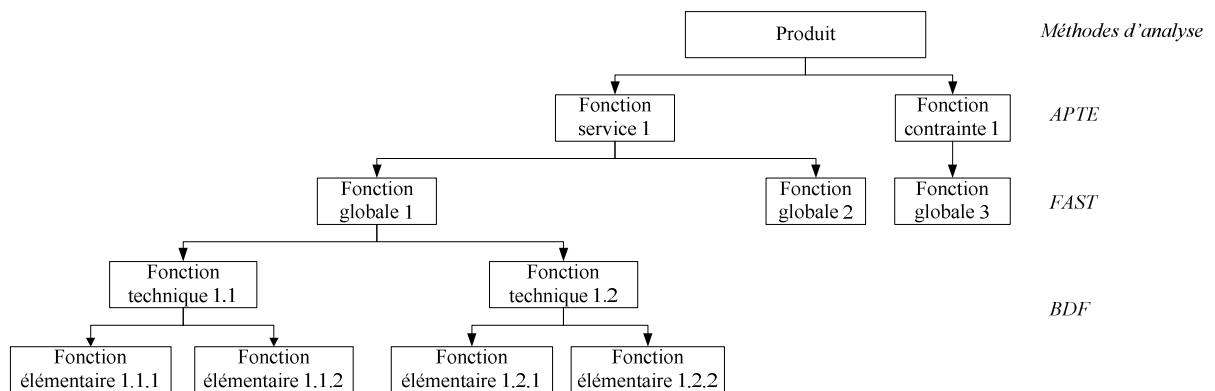 Produit
Méthodes d'analyse
Fonction
service 1
Fonction
contrainte 1
APTE
Fonction
globale 1
Fonction
globale 2
Fonction
globale 3
FAST
Fonction
technique 1.1
Fonction
technique 1.2
BDF
Fonction
élémentaire 1.1.1
Fonction
élémentaire 1.1.2
Fonction
élémentaire 1.2.1
Fonction
élémentaire 1.2.2